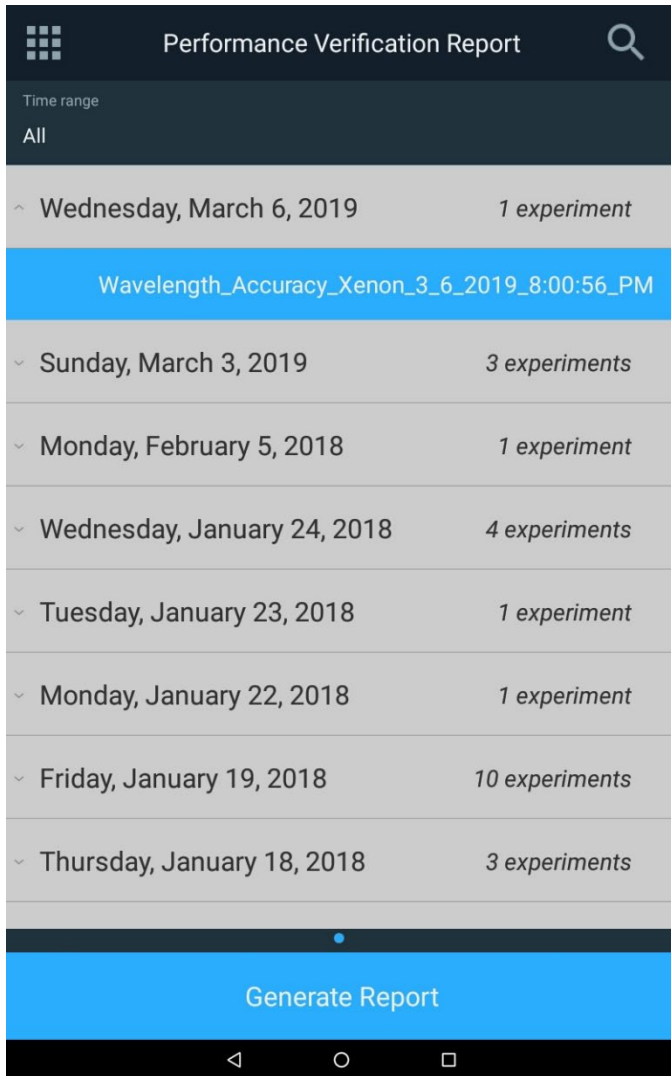 Performance Verification Report
Time range
All
Wednesday, March 6, 2019 1 experiment
Wavelength_Accuracy_Xenon_3_6_2019_8:00:56_PM
Sunday, March 3, 2019 3 experiments
Monday, February 5, 2018 1 experiment
Wednesday, January 24, 2018 4 experiments
Tuesday, January 23, 2018 1 experiment
Monday, January 22, 2018 1 experiment
Friday, January 19, 2018 10 experiments
Thursday, January 18, 2018 3 experiments
Generate Report